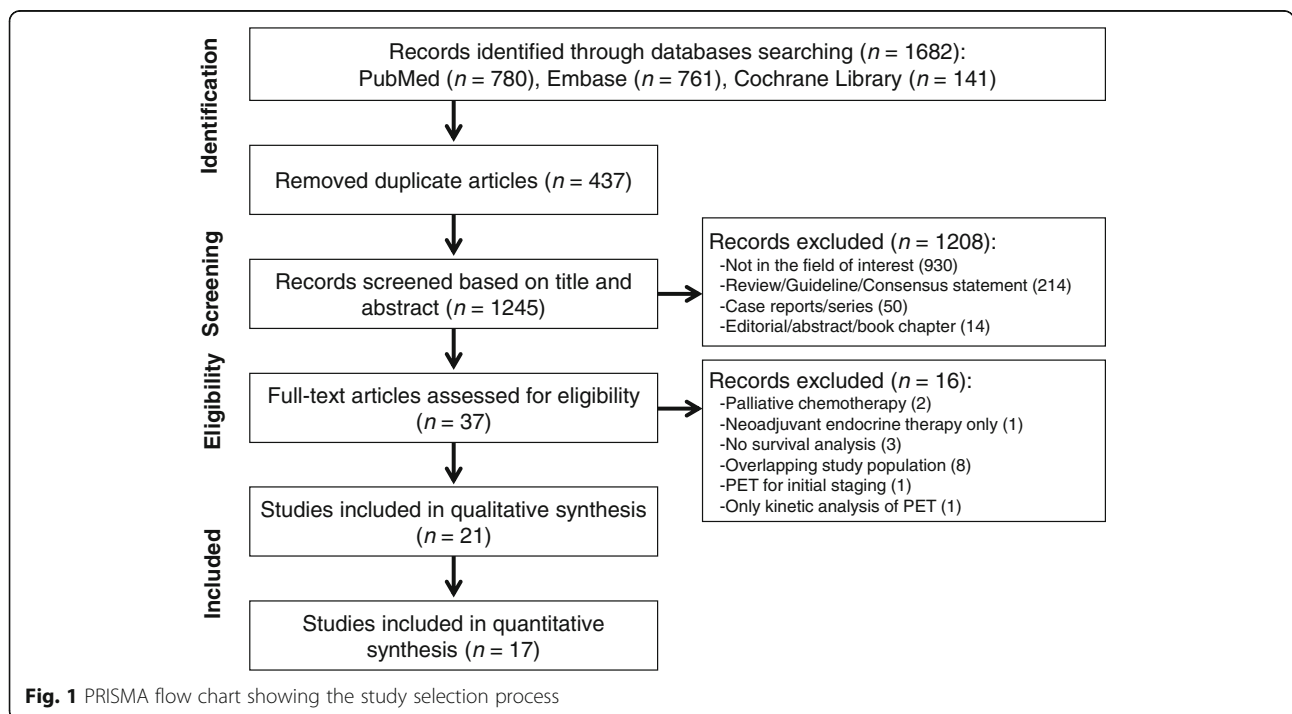 Identification
Records identified through databases searching (n = 1682):
PubMed (n = 780), Embase (n = 761), Cochrane Library (n = 141)
Removed duplicate articles (n = 437)
Screening
Records screened based on title and
abstract (n = 1245)
Records excluded (n = 1208):
-Not in the field of interest (930)
-Review/Guideline/Consensus statement (214)
-Case reports/series (50)
-Editorial/abstract/book chapter (14)
Eligibility
Full-text articles assessed for eligibility
(n = 37)
Records excluded (n = 16):
-Palliative chemotherapy (2)
-Neoadjuvant endocrine therapy only (1)
-No survival analysis (3)
-Overlapping study population (8)
-PET for initial staging (1)
-Only kinetic analysis of PET (1)
Included
Studies included in qualitative synthesis
(n = 21)
Studies included in quantitative
synthesis (n = 17)
Fig. 1 PRISMA flow chart showing the study selection process